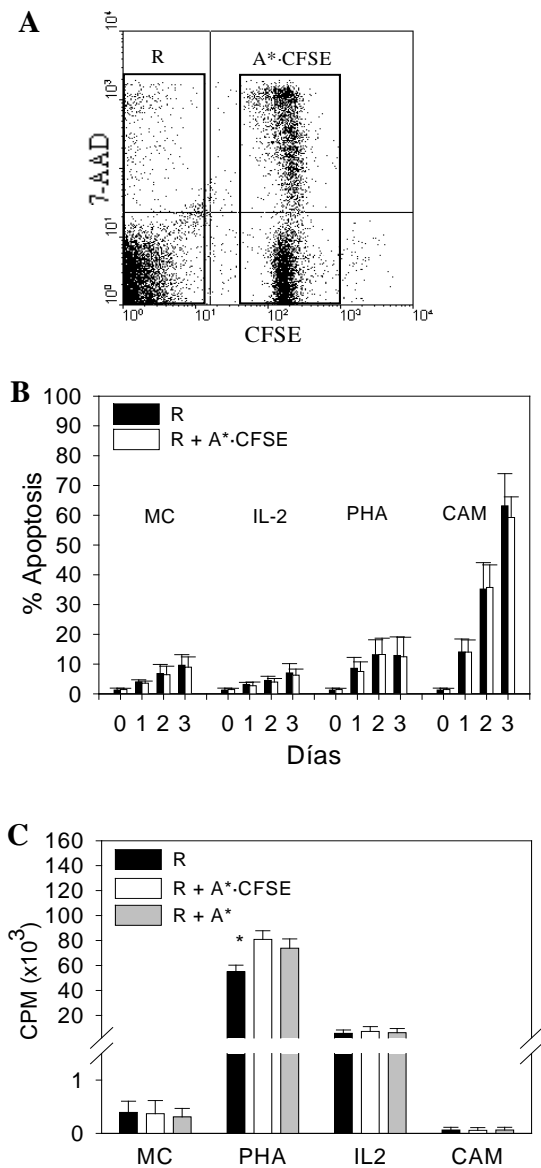 A
R
A*·CFSE
7-AAD
10³
10¹
10⁰
10⁰ 10¹ 10² 10³ 10⁴
CFSE
B
100
90
80
70
60
50
40
30
20
10
0
% Apoptosis
R
R + A*·CFSE
MC IL-2 PHA CAM
0 1 2 3 0 1 2 3 0 1 2 3 0 1 2 3
Días
C
160
140
120
100
80
60
40
20
1
0
CPM (x10³)
R
R + A*·CFSE
R + A*
*
MC PHA IL2 CAM